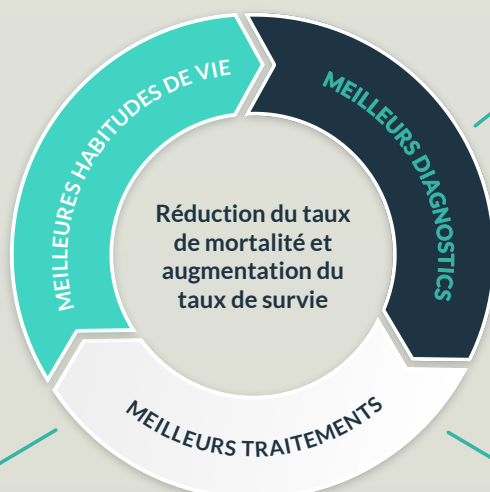 MEILLEURES HABITUDES DE VIE
MEILLEURS DIAGNOSTICS
Réduction du taux
de mortalité et
augmentation du
taux de survie
MEILLEURS TRAITEMENTS